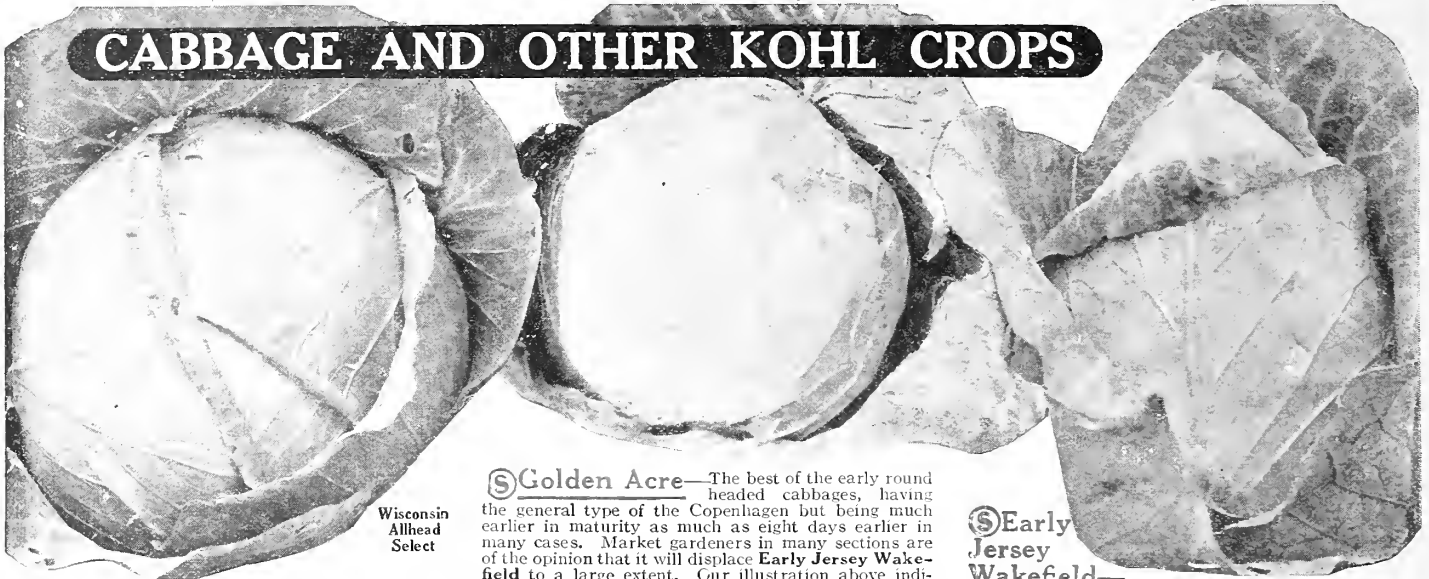 CABBAGE AND OTHER KOHL CROPS
Wisconsin
Allhead
Select
Ⓢ Golden Acre—The best of the early round
headed cabbages, having
the general type of the Copenhagen but being much
earlier in maturity as much as eight days earlier in
many cases. Market gardeners in many sections are
of the opinion that it will displace Early Jersey Wake-
field to a large extent. Our illustration above indi-
Ⓢ Early
Jersey
Wakefield—